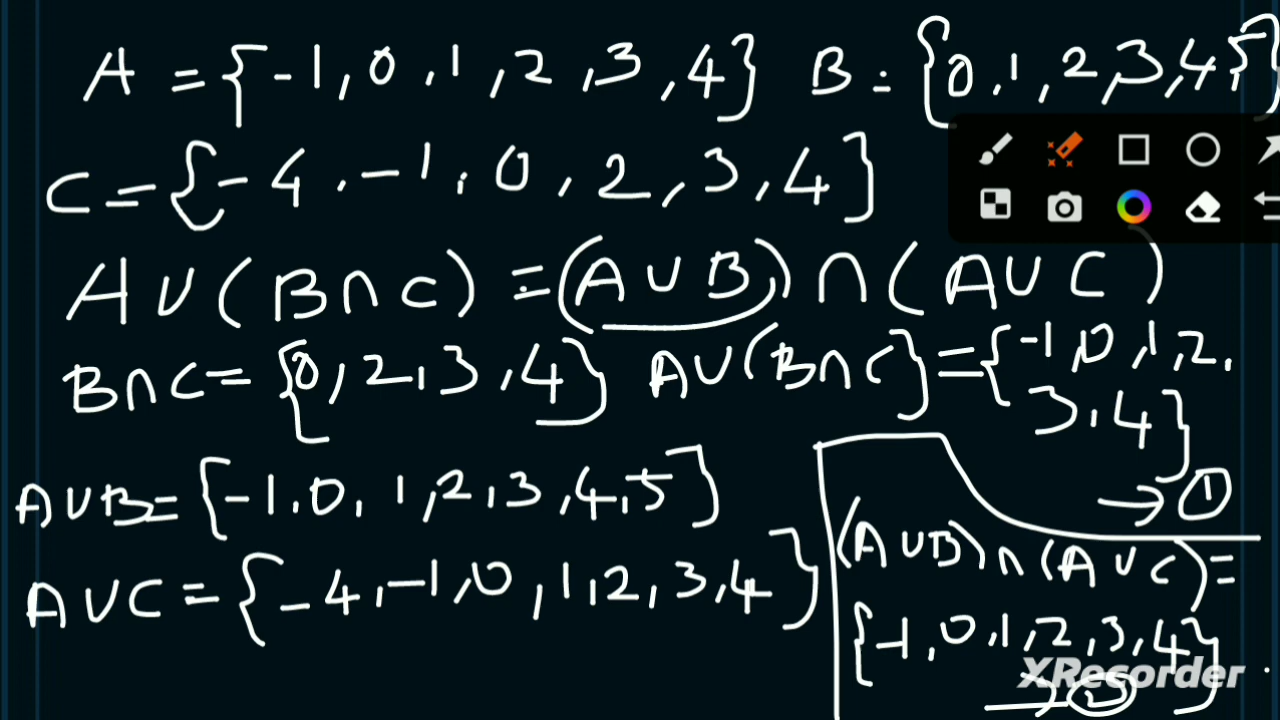 A = {-1, 0, 1, 2, 3, 4} B = {0, 1, 2, 3, 4, 5}
C = {-4, -1, 0, 2, 3, 4}
A ∪ (B ∩ C) = (A ∪ B) ∩ (A ∪ C)
B ∩ C = {0, 2, 3, 4} A ∪ (B ∩ C} = {-1, 0, 1, 2,
3, 4}
→ ①
A ∪ B = {-1, 0, 1, 2, 3, 4, 5}
A ∪ C = {-4, -1, 0, 1, 2, 3, 4}
(A ∪ B) ∩ (A ∪ C) =
{-1, 0, 1, 2, 3, 4}
→ ②
XRecorder